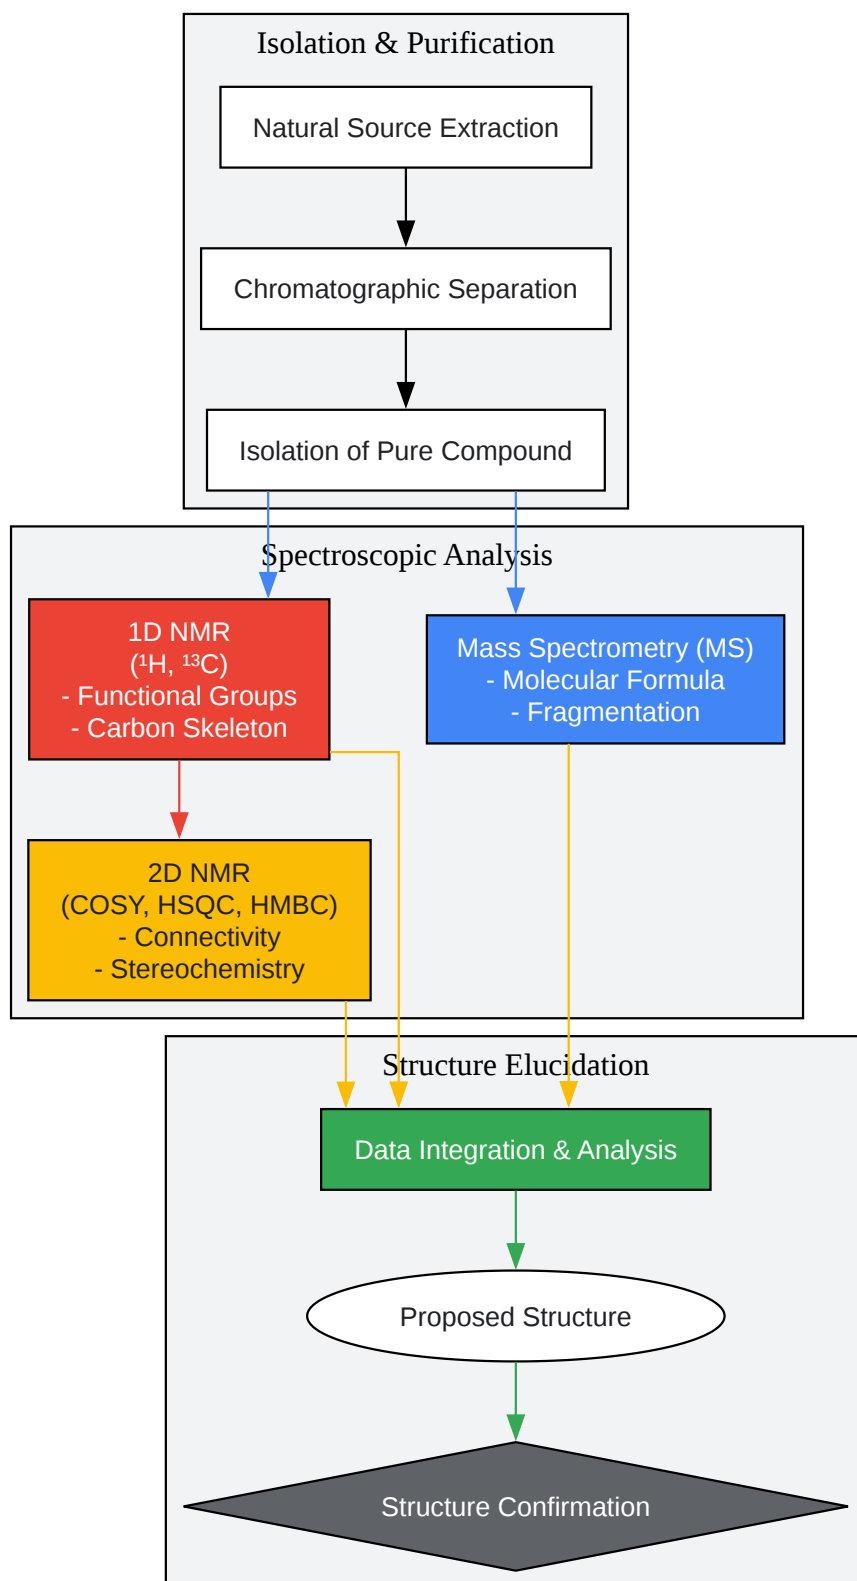 Isolation & Purification
Natural Source Extraction
Chromatographic Separation
Isolation of Pure Compound
Spectroscopic Analysis
1D NMR
(¹H, ¹³C)
- Functional Groups
- Carbon Skeleton
Mass Spectrometry (MS)
- Molecular Formula
- Fragmentation
2D NMR
(COSY, HSQC, HMBC)
- Connectivity
- Stereochemistry
Structure Elucidation
Data Integration & Analysis
Proposed Structure
Structure Confirmation